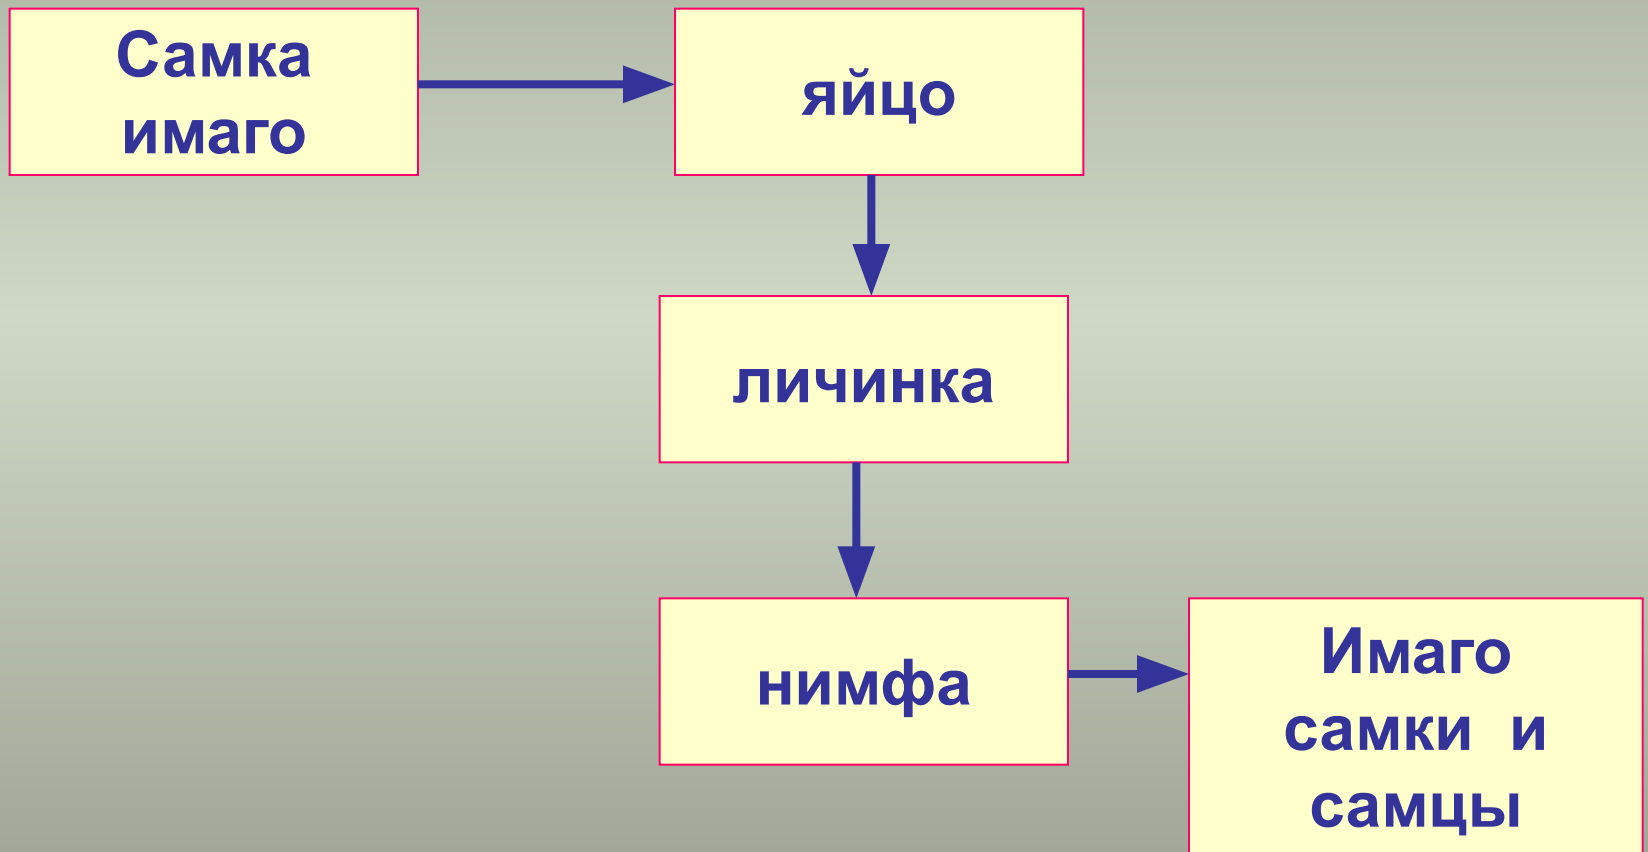 Самка
имаго
яйцо
личинка
нимфа
Имаго
самки и
самцы